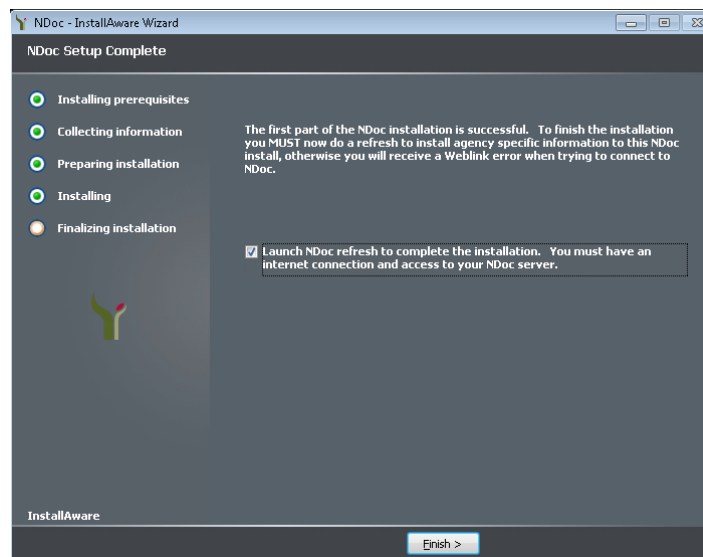 NDoc - InstallAware Wizard
NDoc Setup Complete
Installing prerequisites
Collecting information
Preparing installation
Installing
Finalizing installation
The first part of the NDoc installation is successful. To finish the installation
you MUST now do a refresh to install agency specific information to this NDoc
install, otherwise you will receive a Weblink error when trying to connect to
NDoc.
Launch NDoc refresh to complete the installation. You must have an
internet connection and access to your NDoc server.
InstallAware
Finish >